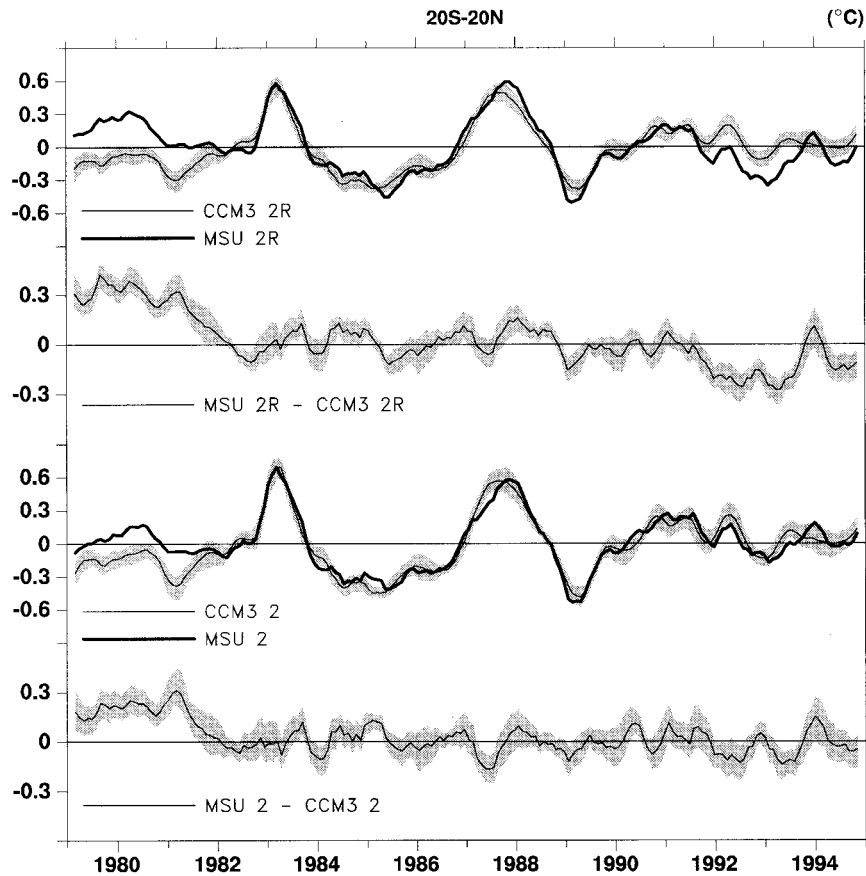 20S-20N (°C)
0.6
0.3
0
-0.3
-0.6
CCM3 2R
MSU 2R
0.3
0
-0.3
MSU 2R - CCM3 2R
0.6
0.3
0
-0.3
-0.6
CCM3 2
MSU 2
0.3
0
-0.3
MSU 2 - CCM3 2
1980 1982 1984 1986 1988 1990 1992 1994